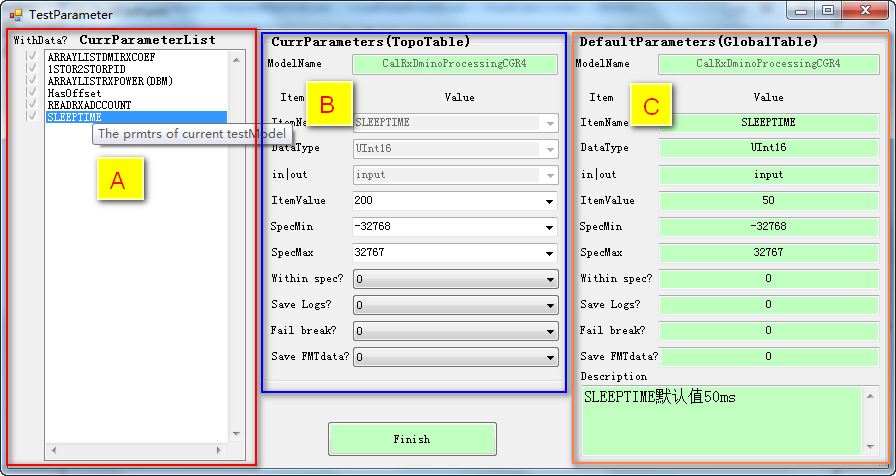 TestParameter
WithData? CurrParameterList
ARRAYLISTDMIRXCOEF
1STOR2STORPID
ARRAYLISTRXPOWER(DBM)
HasOffset
READRXADCCOUNT
SLEEPTIME
The prmtrs of current testModel
A
CurrParameters(TopoTable)
ModelName CalRxDminoProcessingCGR4
Item B Value
ItemName SLEEPTIME
DataType UInt16
in|out input
ItemValue 200
SpecMin -32768
SpecMax 32767
Within spec? 0
Save Logs? 0
Fail break? 0
Save FMTdata? 0
Finish
DefaultParameters(GlobalTable)
ModelName CalRxDminoProcessingCGR4
Item C Value
ItemName SLEEPTIME
DataType UInt16
in|out input
ItemValue 50
SpecMin -32768
SpecMax 32767
Within spec? 0
Save Logs? 0
Fail break? 0
Save FMTdata? 0
Description
SLEEPTIME默认值50ms